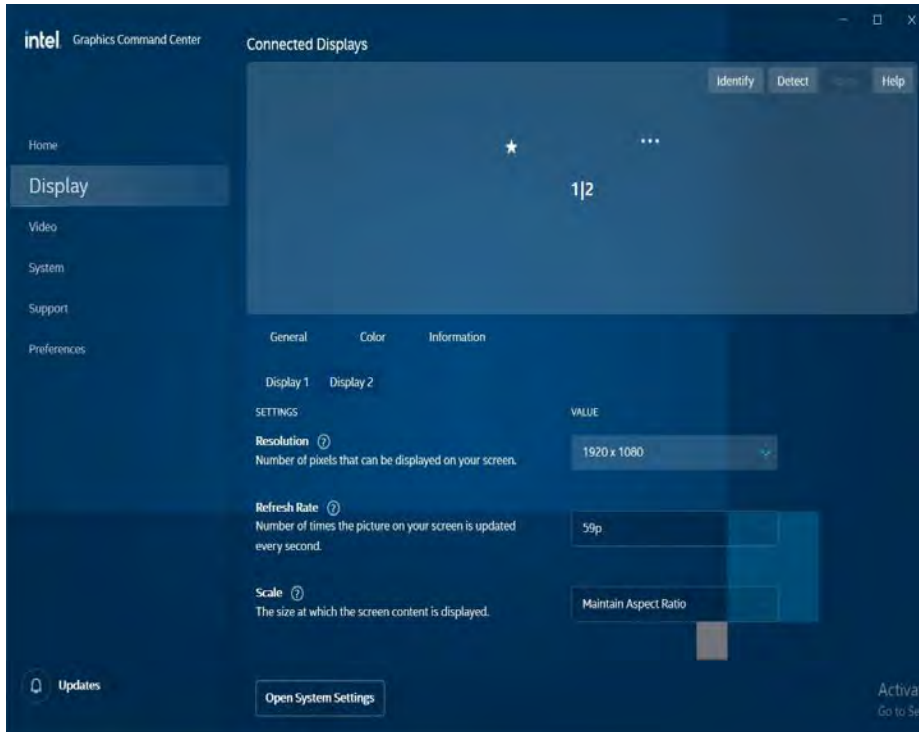 intel Graphics Command Center
Connected Displays
Identify Detect Help
Home
Display
Video
System
Support
Preferences
1|2
General Color Information
Display 1 Display 2
SETTINGS VALUE
Resolution ?
Number of pixels that can be displayed on your screen.
1920 x 1080
Refresh Rate ?
Number of times the picture on your screen is updated
every second.
59p
Scale ?
The size at which the screen content is displayed.
Maintain Aspect Ratio
Updates
Open System Settings
Activa
Go to Se